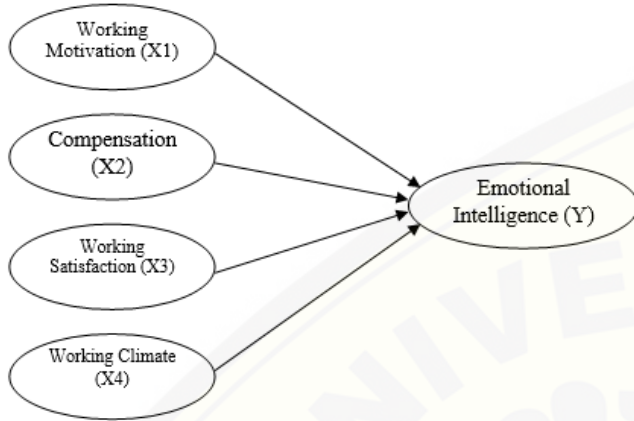 Working
Motivation (X1)
Compensation
(X2)
Emotional
Intelligence (Y)
Working
Satisfaction (X3)
Working Climate
(X4)